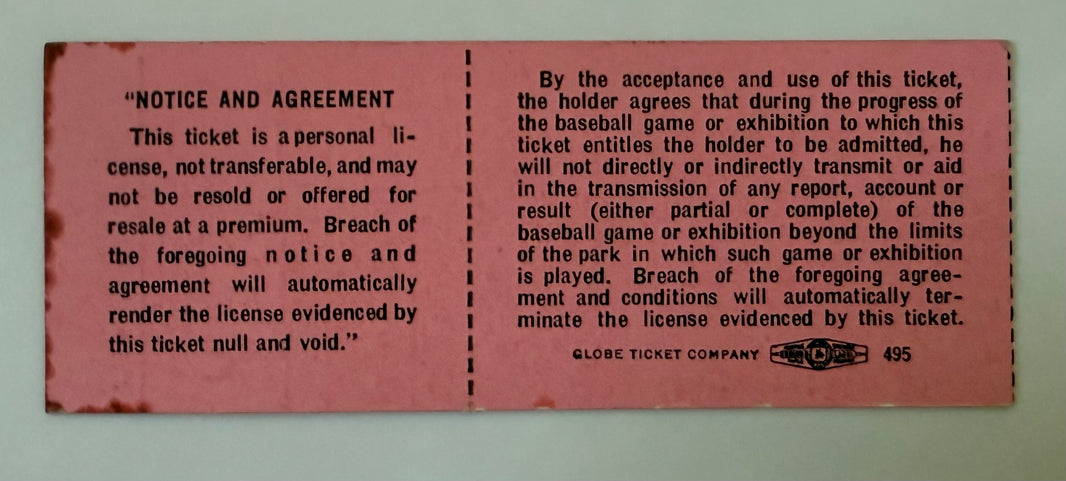 "NOTICE AND AGREEMENT
This ticket is a personal li-
cense, not transferable, and may
not be resold or offered for
resale at a premium. Breach of
the foregoing notice and
agreement will automatically
render the license evidenced by
this ticket null and void."
By the acceptance and use of this ticket,
the holder agrees that during the progress of
the baseball game or exhibition to which this
ticket entitles the holder to be admitted, he
will not directly or indirectly transmit or aid
in the transmission of any report, account or
result (either partial or complete) of the
baseball game or exhibition beyond the limits
of the park in which such game or exhibition
is played. Breach of the foregoing agree-
ment and conditions will automatically ter-
minate the license evidenced by this ticket.
GLOBE TICKET COMPANY 495